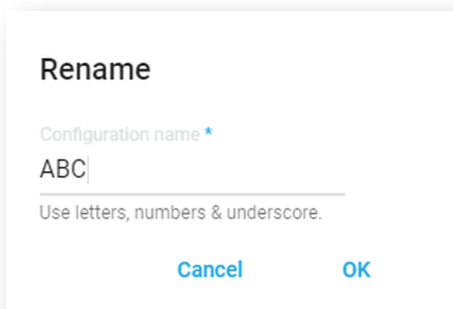 Rename
Configuration name *
ABC
Use letters, numbers & underscore.
Cancel OK